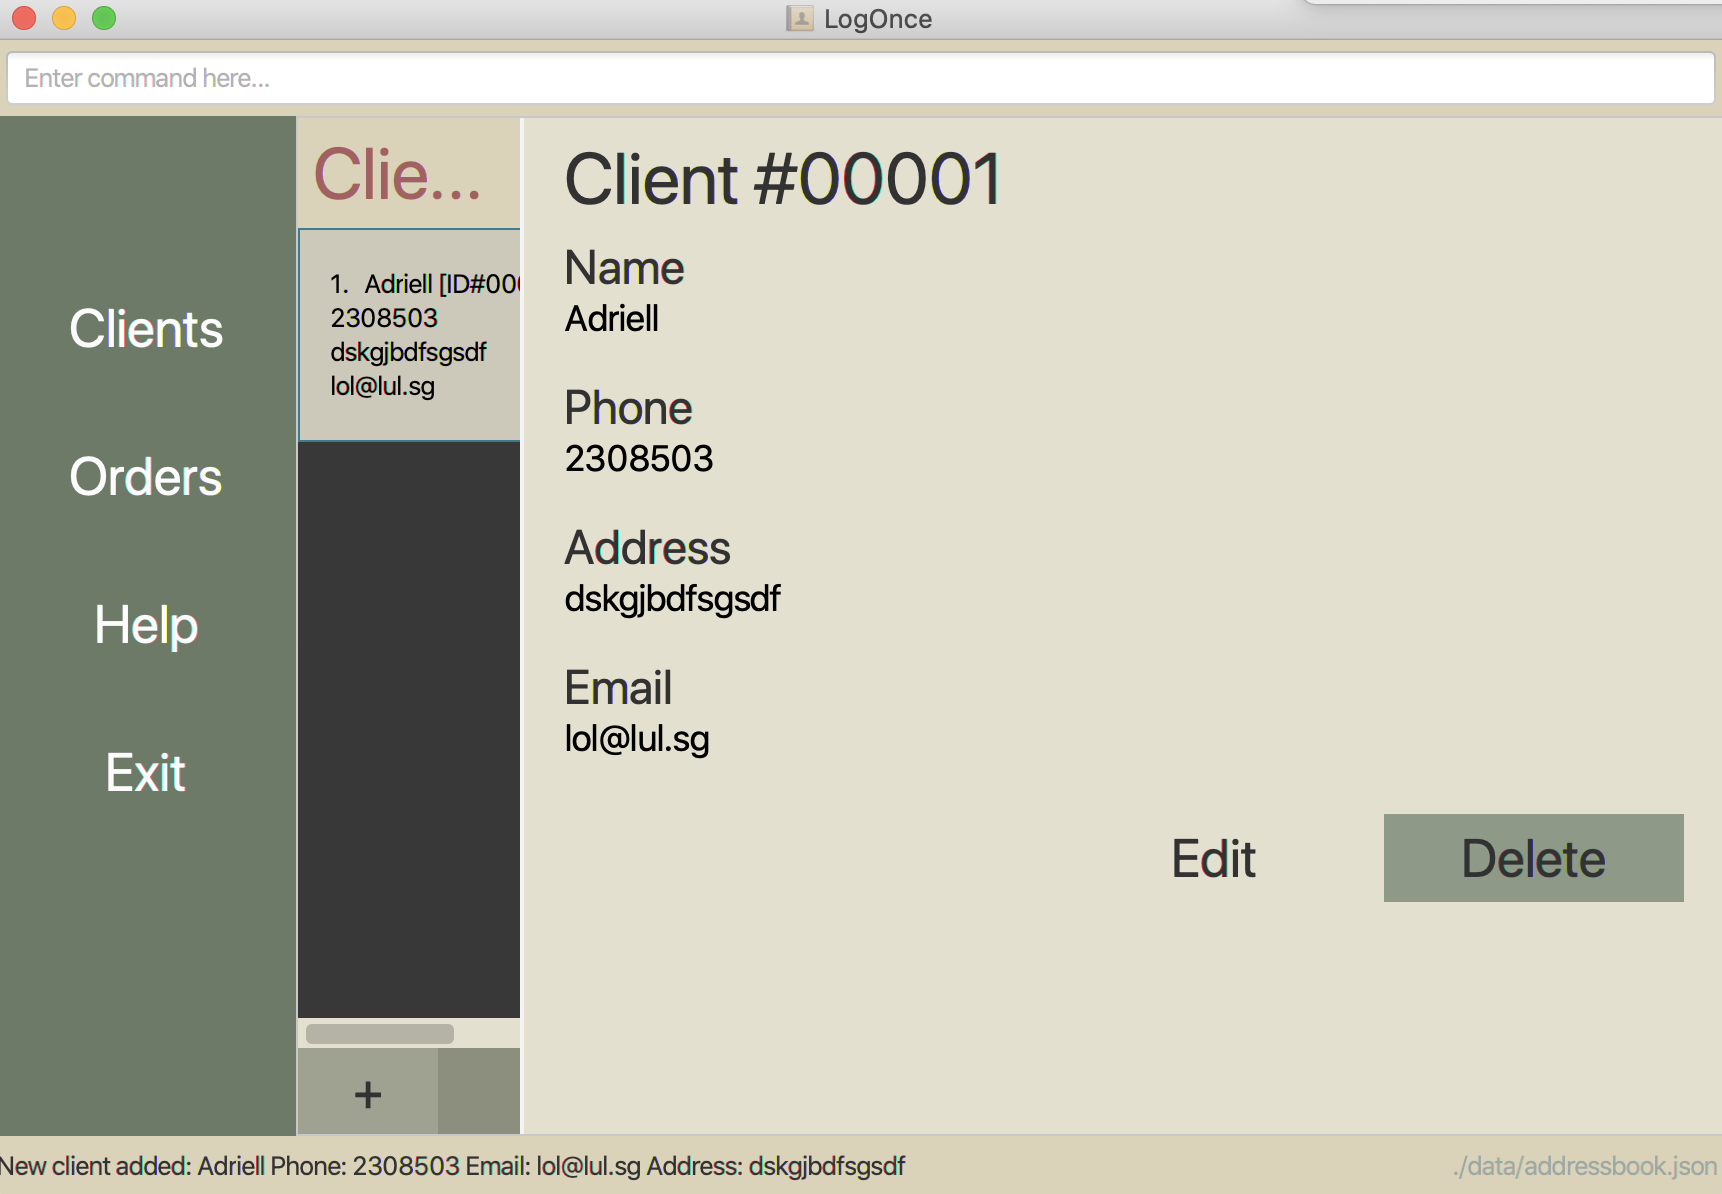 LogOnce
Enter command here...
Clients
Orders
Help
Exit
Clie...
1. Adriell [ID#00
2308503
dskgjbdfsgsdf
lol@lul.sg
+
Client #00001
Name
Adriell
Phone
2308503
Address
dskgjbdfsgsdf
Email
lol@lul.sg
Edit
Delete
New client added: Adriell Phone: 2308503 Email: lol@lul.sg Address: dskgjbdfsgsdf
./data/addressbook.json